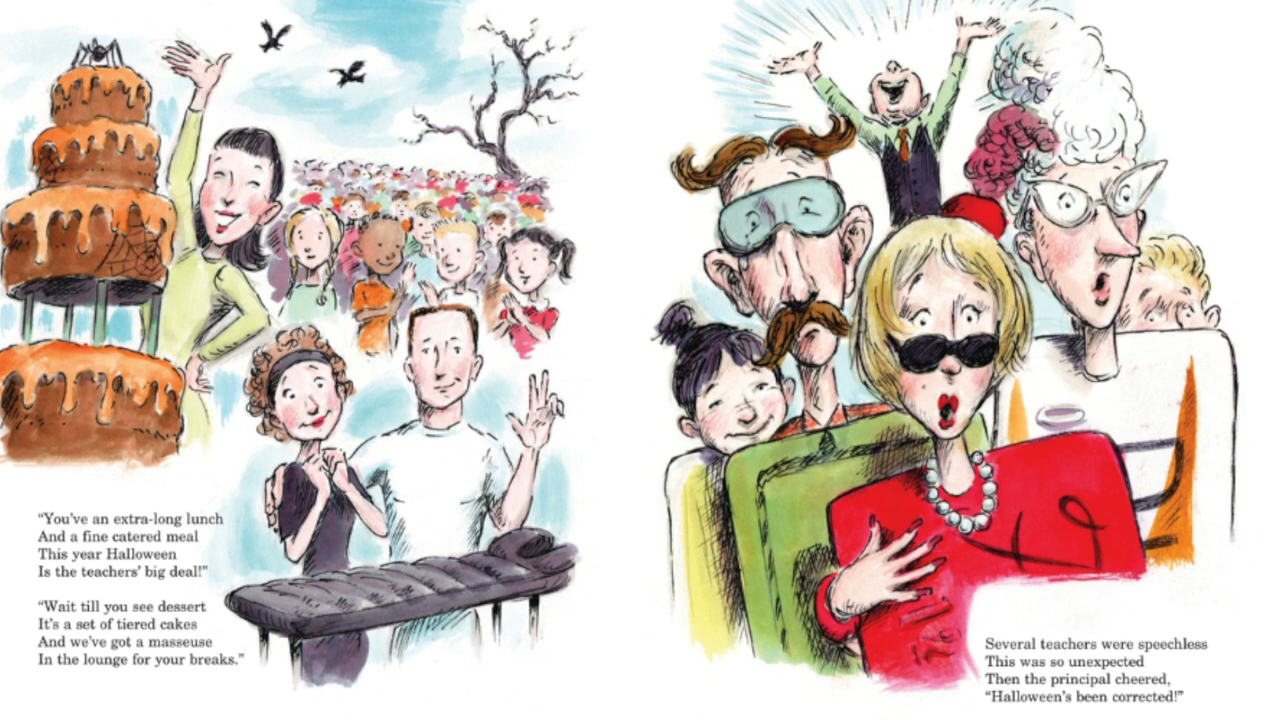 “You’ve an extra-long lunch
And a fine catered meal
This year Halloween
Is the teachers’ big deal!”
“Wait till you see dessert
It’s a set of tiered cakes
And we’ve got a masseuse
In the lounge for your breaks.”
Several teachers were speechless
This was so unexpected
Then the principal cheered,
“Halloween’s been corrected!”